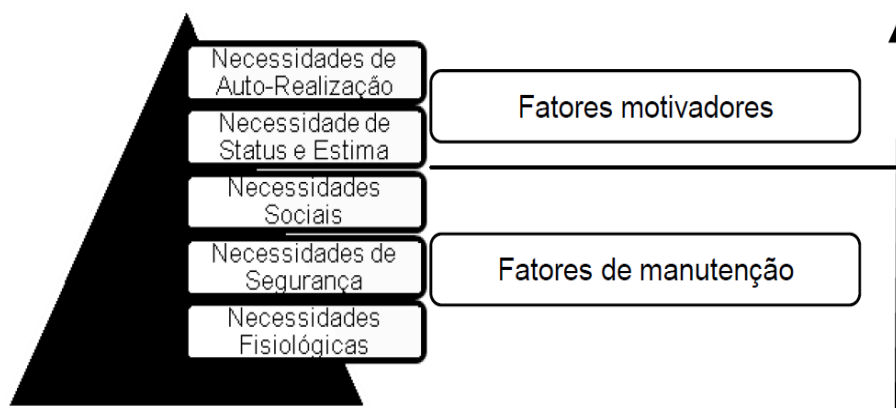 Necessidades de
Auto-Realização
Necessidade de
Status e Estima
Necessidades
Sociais
Necessidades de
Segurança
Necessidades
Fisiológicas
Fatores motivadores
Fatores de manutenção